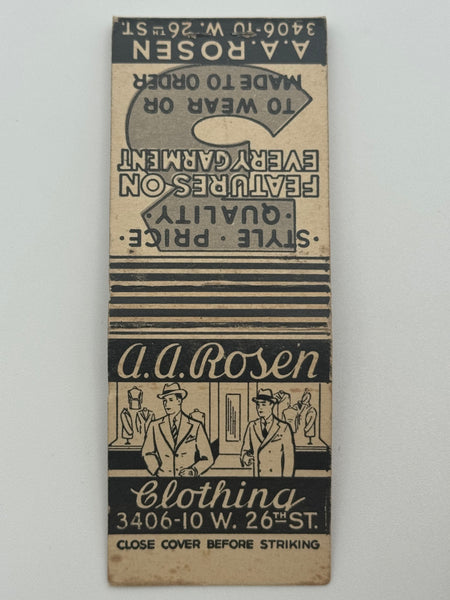 ·STYLE · PRICE·
·QUALITY·
FEATURES ON
EVERY GARMENT
TO WEAR OR
MADE TO ORDER
A.A. ROSEN
3406-10 W. 26TH ST.
A.A. Rosen
Clothing
3406-10 W. 26TH ST.
CLOSE COVER BEFORE STRIKING